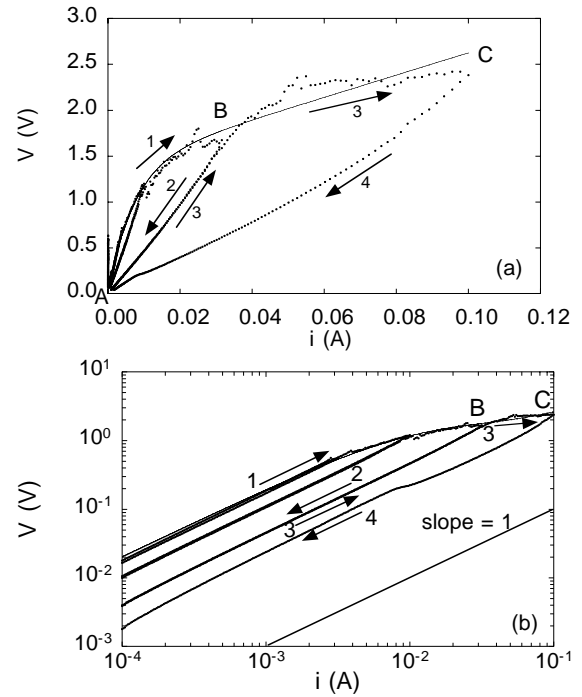 3.0
2.5
2.0
1.5
1.0
0.5
0.0
V (V)
1
2
3
3
4
A
B
C
(a)
0.00 0.02 0.04 0.06 0.08 0.10 0.12
i (A)
10¹
10⁰
10⁻¹
10⁻²
10⁻³
V (V)
1
2
3
4
B
3
C
slope = 1
(b)
10⁻⁴ 10⁻³ 10⁻² 10⁻¹
i (A)